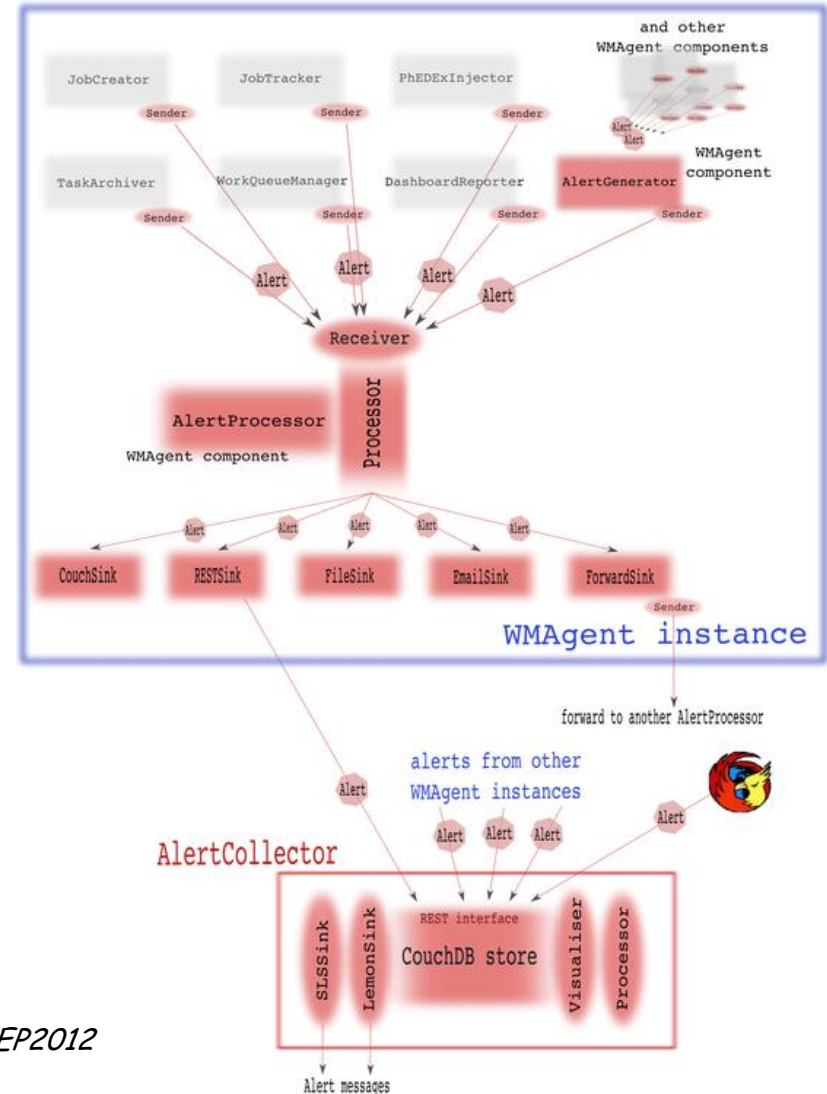 and other
WMAgent components
JobCreator
JobTracker
PhEDExInjector
Sender
Sender
Sender
Alert
Alert
WMAgent
component
TaskArchiver
WorkQueueManager
DashboardReporter
AlertGenerator
Sender
Sender
Sender
Sender
Alert
Alert
Alert
Alert
Receiver
Processor
AlertProcessor
WMAgent component
Alert
Alert
Alert
Alert
Alert
CouchSink
RESTSink
FileSink
EmailSink
ForwardSink
Sender
WMAgent instance
forward to another AlertProcessor
alerts from other
WMAgent instances
Alert
Alert
Alert
Alert
Alert
AlertCollector
SLSSink
LemonSink
REST interface
CouchDB store
Visualiser
Processor
EP2012
Alert messages